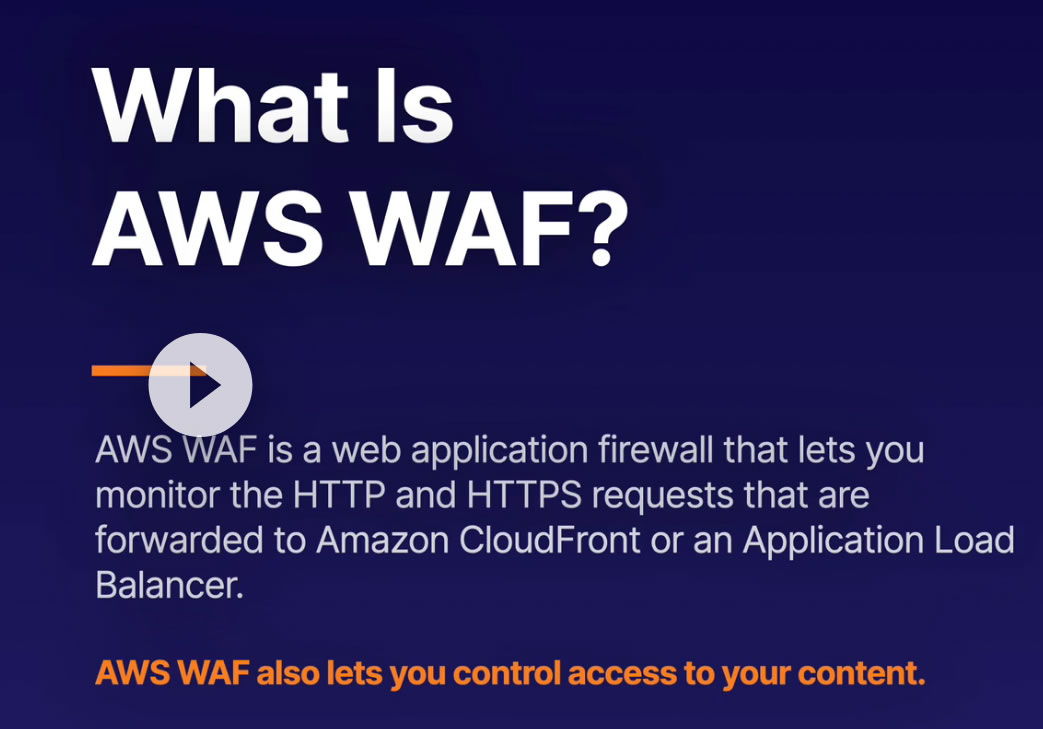 What Is
AWS WAF?
AWS WAF is a web application firewall that lets you
monitor the HTTP and HTTPS requests that are
forwarded to Amazon CloudFront or an Application Load
Balancer.
AWS WAF also lets you control access to your content.